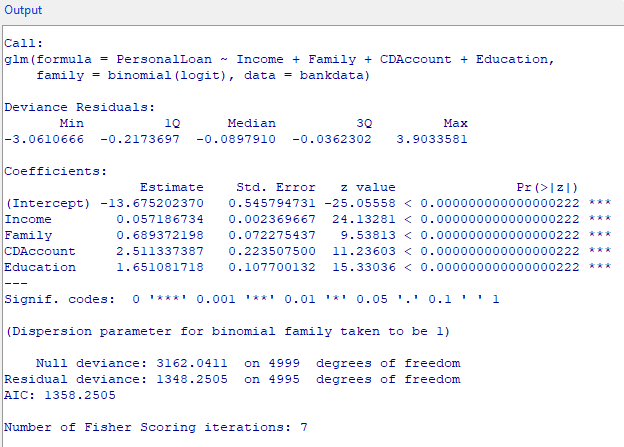 Output
Call:
glm(formula = PersonalLoan ~ Income + Family + CDAccount + Education,
    family = binomial(logit), data = bankdata)
Deviance Residuals:
       Min         1Q     Median         3Q        Max
-3.0610666 -0.2173697 -0.0897910 -0.0362302  3.9033581
Coefficients:
                 Estimate    Std. Error   z value               Pr(>|z|)
(Intercept) -13.675202370   0.545794731 -25.05558 < 0.000000000000000222 ***
Income        0.057186734   0.002369667  24.13281 < 0.000000000000000222 ***
Family        0.689372198   0.072275437   9.53813 < 0.000000000000000222 ***
CDAccount     2.511337387   0.223507500  11.23603 < 0.000000000000000222 ***
Education     1.651081718   0.107700132  15.33036 < 0.000000000000000222 ***
---
Signif. codes:  0 '***' 0.001 '**' 0.01 '*' 0.05 '.' 0.1 ' ' 1
(Dispersion parameter for binomial family taken to be 1)
    Null deviance: 3162.0411  on 4999  degrees of freedom
Residual deviance: 1348.2505  on 4995  degrees of freedom
AIC: 1358.2505
Number of Fisher Scoring iterations: 7